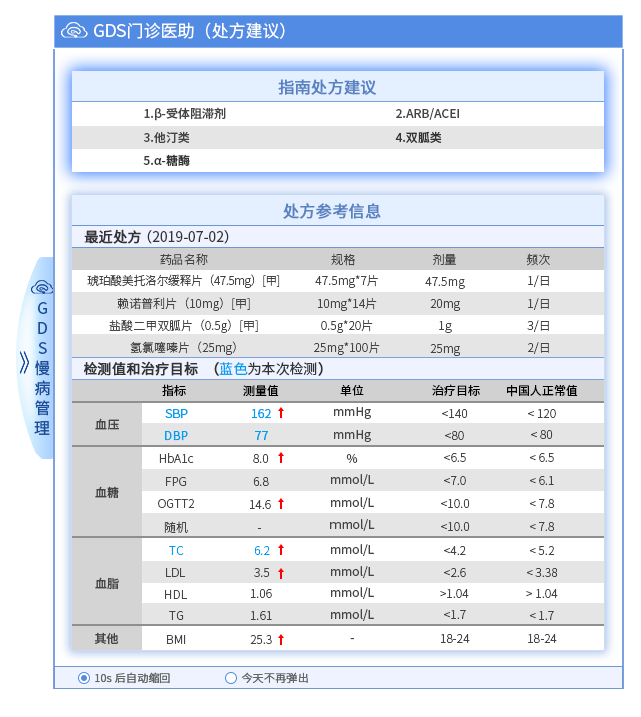 GDS门诊医助（处方建议）
指南处方建议
1.β-受体阻滞剂 2.ARB/ACEI
3.他汀类 4.双胍类
5.α-糖酶
处方参考信息
最近处方（2019-07-02）
药品名称 规格 剂量 频次
琥珀酸美托洛尔缓释片（47.5mg）[甲] 47.5mg*7片 47.5mg 1/日
赖诺普利片（10mg）[甲] 10mg*14片 20mg 1/日
盐酸二甲双胍片（0.5g）[甲] 0.5g*20片 1g 3/日
氢氯噻嗪片（25mg） 25mg*100片 25mg 2/日
检测值和治疗目标 （蓝色为本次检测）
指标 测量值 单位 治疗目标 中国人正常值
血压 SBP 162 mmHg <140 < 120
DBP 77 mmHg <80 < 80
血糖 HbA1c 8.0 % <6.5 < 6.5
FPG 6.8 mmol/L <7.0 < 6.1
OGTT2 14.6 mmol/L <10.0 < 7.8
随机 - mmol/L <10.0 < 7.8
血脂 TC 6.2 mmol/L <4.2 < 5.2
LDL 3.5 mmol/L <2.6 < 3.38
HDL 1.06 mmol/L >1.04 > 1.04
TG 1.61 mmol/L <1.7 < 1.7
其他 BMI 25.3 - 18-24 18-24
10s 后自动缩回 今天不再弹出
GDS慢病管理